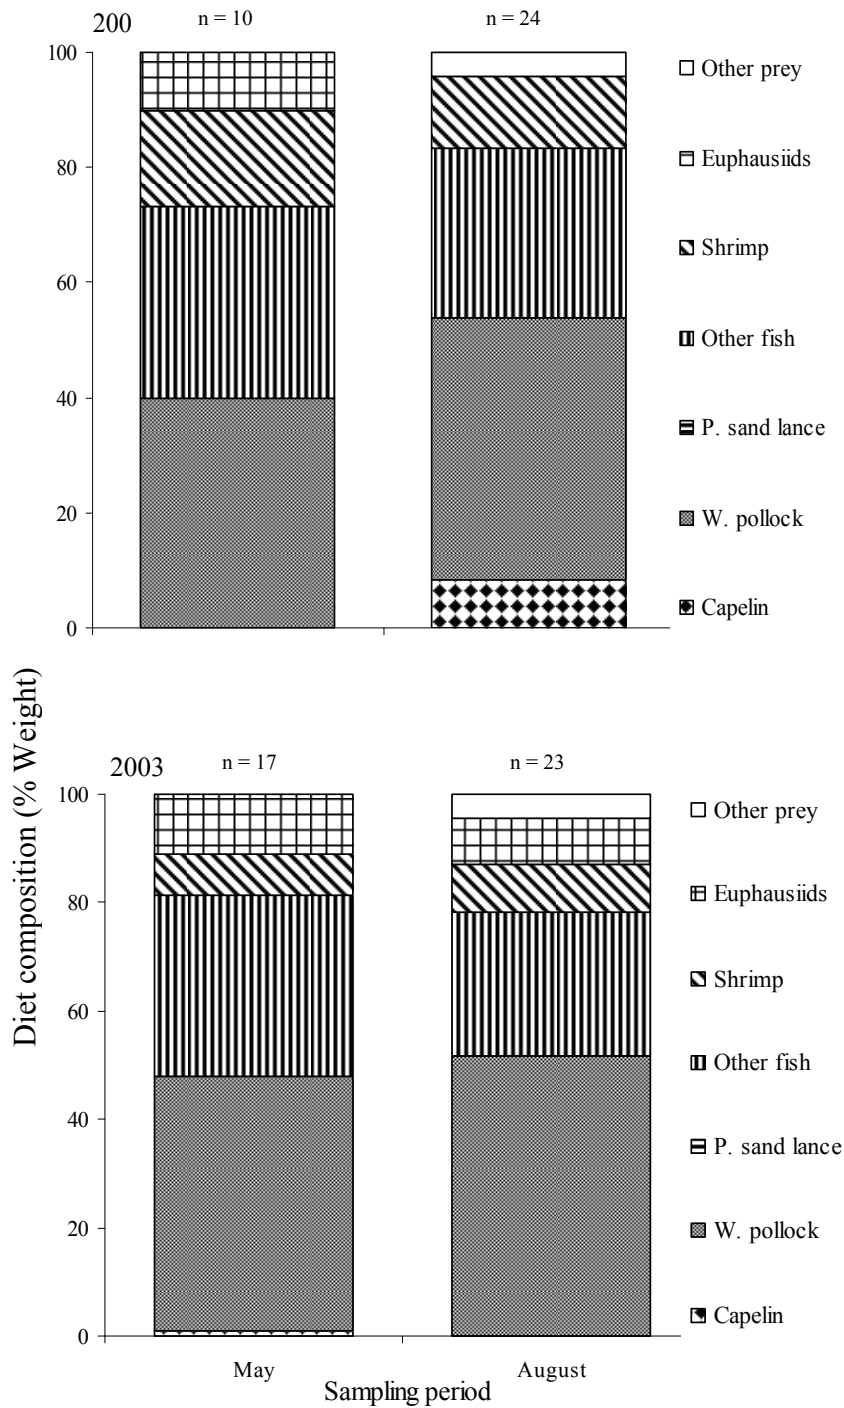 200
n = 10
n = 24
100
80
60
40
20
0
Other prey
Euphausiids
Shrimp
Other fish
P. sand lance
W. pollock
Capelin
Diet composition (% Weight)
2003
n = 17
n = 23
100
80
60
40
20
0
Other prey
Euphausiids
Shrimp
Other fish
P. sand lance
W. pollock
Capelin
May
August
Sampling period